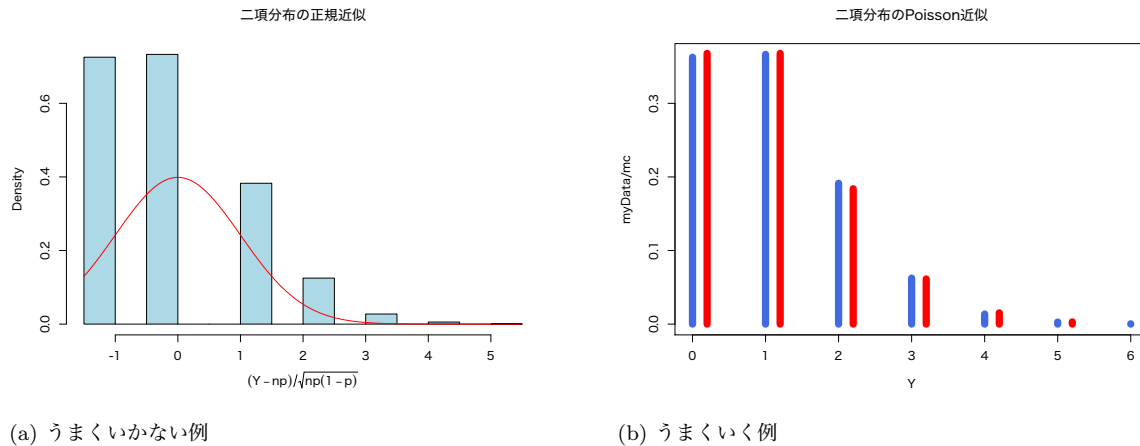 二項分布の正規近似
Density
0.0 0.2 0.4 0.6
-1 0 1 2 3 4 5
(Y − np)/√np(1 − p)
(a) うまくいかない例
二項分布のPoisson近似
myData/mc
0.0 0.1 0.2 0.3
0 1 2 3 4 5 6
Y
(b) うまくいく例